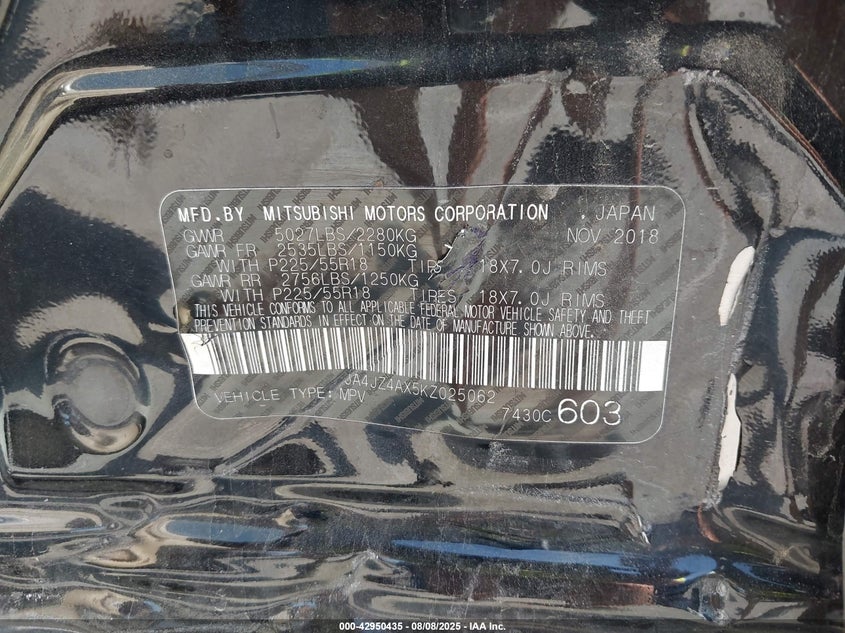 MFD.BY MITSUBISHI MOTORS CORPORATION , JAPAN
GWWR 5027LBS/2280KG NOV 2018
GAWR FR 2535LBS/1150KG
WITH P225/55R18 TIRES 18X7.0J RIMS
GAWR RR 2756LBS/1250KG
WITH P225/55R18 TIRES 18X7.0J RIMS
THIS VEHICLE CONFORMS TO ALL APPLICABLE FEDERAL MOTOR VEHICLE SAFETY AND THEFT
PREVENTION STANDARDS IN EFFECT ON THE DATE OF MANUFACTURE SHOWN ABOVE.
JA4JZ4AX5KZ025062
VEHICLE TYPE: MPV 7430C 603
000-42950435 - 08/08/2025 - IAA Inc.